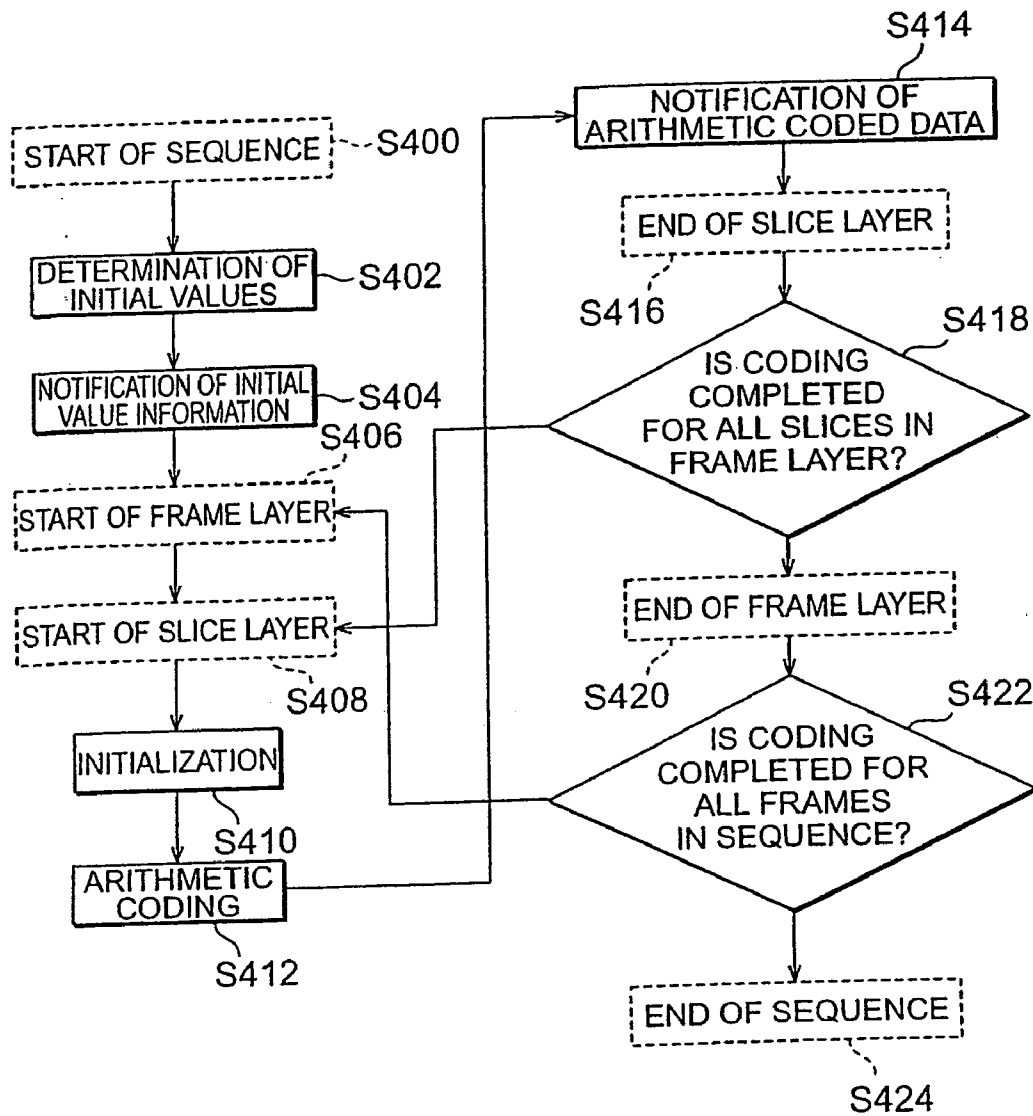 START OF SEQUENCE
S400
DETERMINATION OF
INITIAL VALUES
S402
NOTIFICATION OF INITIAL
VALUE INFORMATION
S404
S406
START OF FRAME LAYER
START OF SLICE LAYER
S408
INITIALIZATION
S410
ARITHMETIC
CODING
S412
S414
NOTIFICATION OF
ARITHMETIC CODED DATA
END OF SLICE LAYER
S416
S418
IS CODING
COMPLETED
FOR ALL SLICES IN
FRAME LAYER?
END OF FRAME LAYER
S420
S422
IS CODING
COMPLETED FOR
ALL FRAMES
IN SEQUENCE?
END OF SEQUENCE
S424